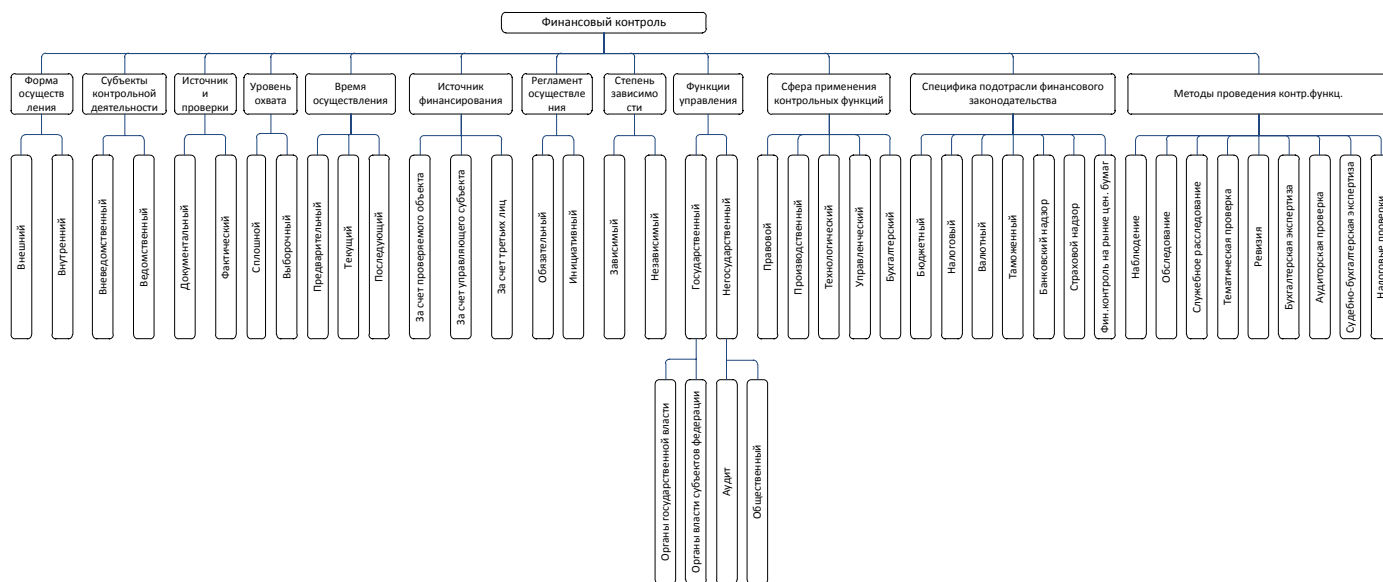 Финансовый контроль
Форма
осуществ
ления
Субъекты
контрольной
деятельности
Источник
и
проверки
Уровень
охвата
Время
осуществления
Источник
финансирования
Регламент
осуществле
ния
Степень
зависимо
сти
Функции
управления
Сфера применения
контрольных функций
Специфика подотрасли финансового
законодательства
Методы проведения контр.функц.
Внешний
Внутренний
Вневедомственный
Ведомственный
Документальный
Фактический
Сплошной
Выборочный
Предварительный
Текущий
Последующий
За счет проверяемого объекта
За счет управляющего субъекта
За счет третьих лиц
Обязательный
Инициативный
Зависимый
Независимый
Государственный
Негосударственный
Правовой
Производственный
Технологический
Управленческий
Бухгалтерский
Бюджетный
Налоговый
Валютный
Таможенный
Банковский надзор
Страховой надзор
Фин.контроль на рынке цен. бумаг
Наблюдение
Обследование
Служебное расследование
Тематическая проверка
Ревизия
Бухгалтерская экспертиза
Аудиторская проверка
Судебно-бухгалтерская экспертиза
Налоговые проверки
Органы государственной власти
Органы власти субъектов федерации
Аудит
Общественный